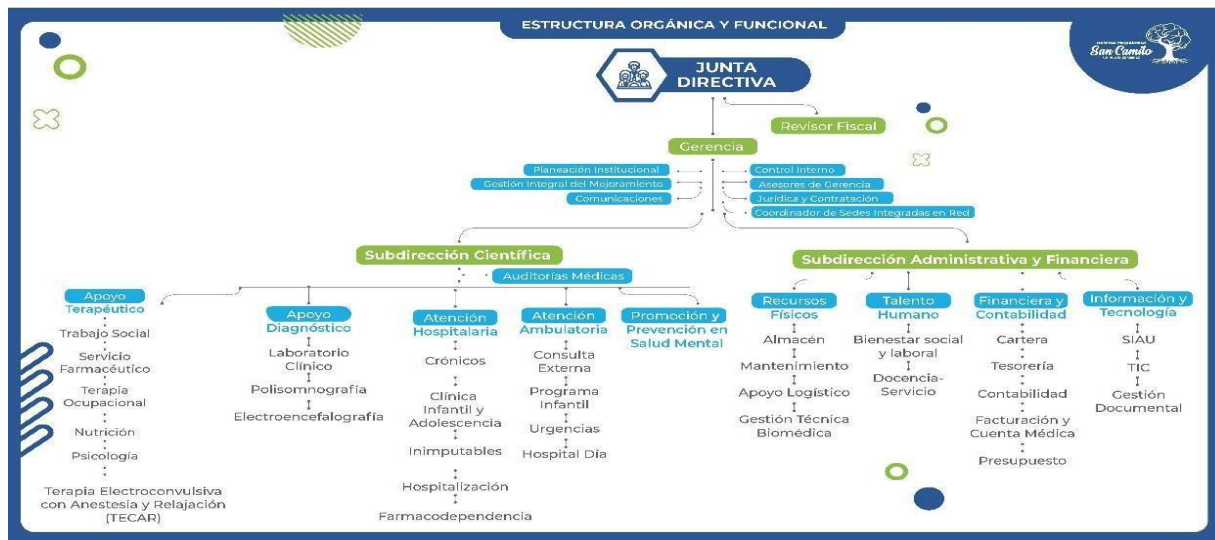 ESTRUCTURA ORGÁNICA Y FUNCIONAL
San Camilo
JUNTA
DIRECTIVA
Revisor Fiscal
Gerencia
Planeación Institucional
Gestión Integral del Mejoramiento
Comunicaciones
Control Interno
Asesores de Gerencia
Jurídica y Contratación
Coordinador de Sedes Integradas en Red
Subdirección Científica
Auditorías Médicas
Apoyo
Terapéutico
Trabajo Social
Servicio
Farmacéutico
Terapia
Ocupacional
Nutrición
Psicología
Terapia Electroconvulsiva
con Anestesia y Relajación
(TECAR)
Apoyo
Diagnóstico
Laboratorio
Clínico
Polisomnografía
Electroencefalografía
Atención
Hospitalaria
Crónicos
Clínica
Infantil y
Adolescencia
Inimputables
Hospitalización
Farmacodependencia
Atención
Ambulatoria
Consulta
Externa
Programa
Infantil
Urgencias
Hospital Día
Promoción y
Prevención en
Salud Mental
Subdirección Administrativa y Financiera
Recursos
Físicos
Almacén
Mantenimiento
Apoyo Logístico
Gestión Técnica
Biomédica
Talento
Humano
Bienestar social
y laboral
Docencia-
Servicio
Financiera y
Contabilidad
Cartera
Tesorería
Contabilidad
Facturación y
Cuenta Médica
Presupuesto
Información y
Tecnología
SIAU
TIC
Gestión
Documental